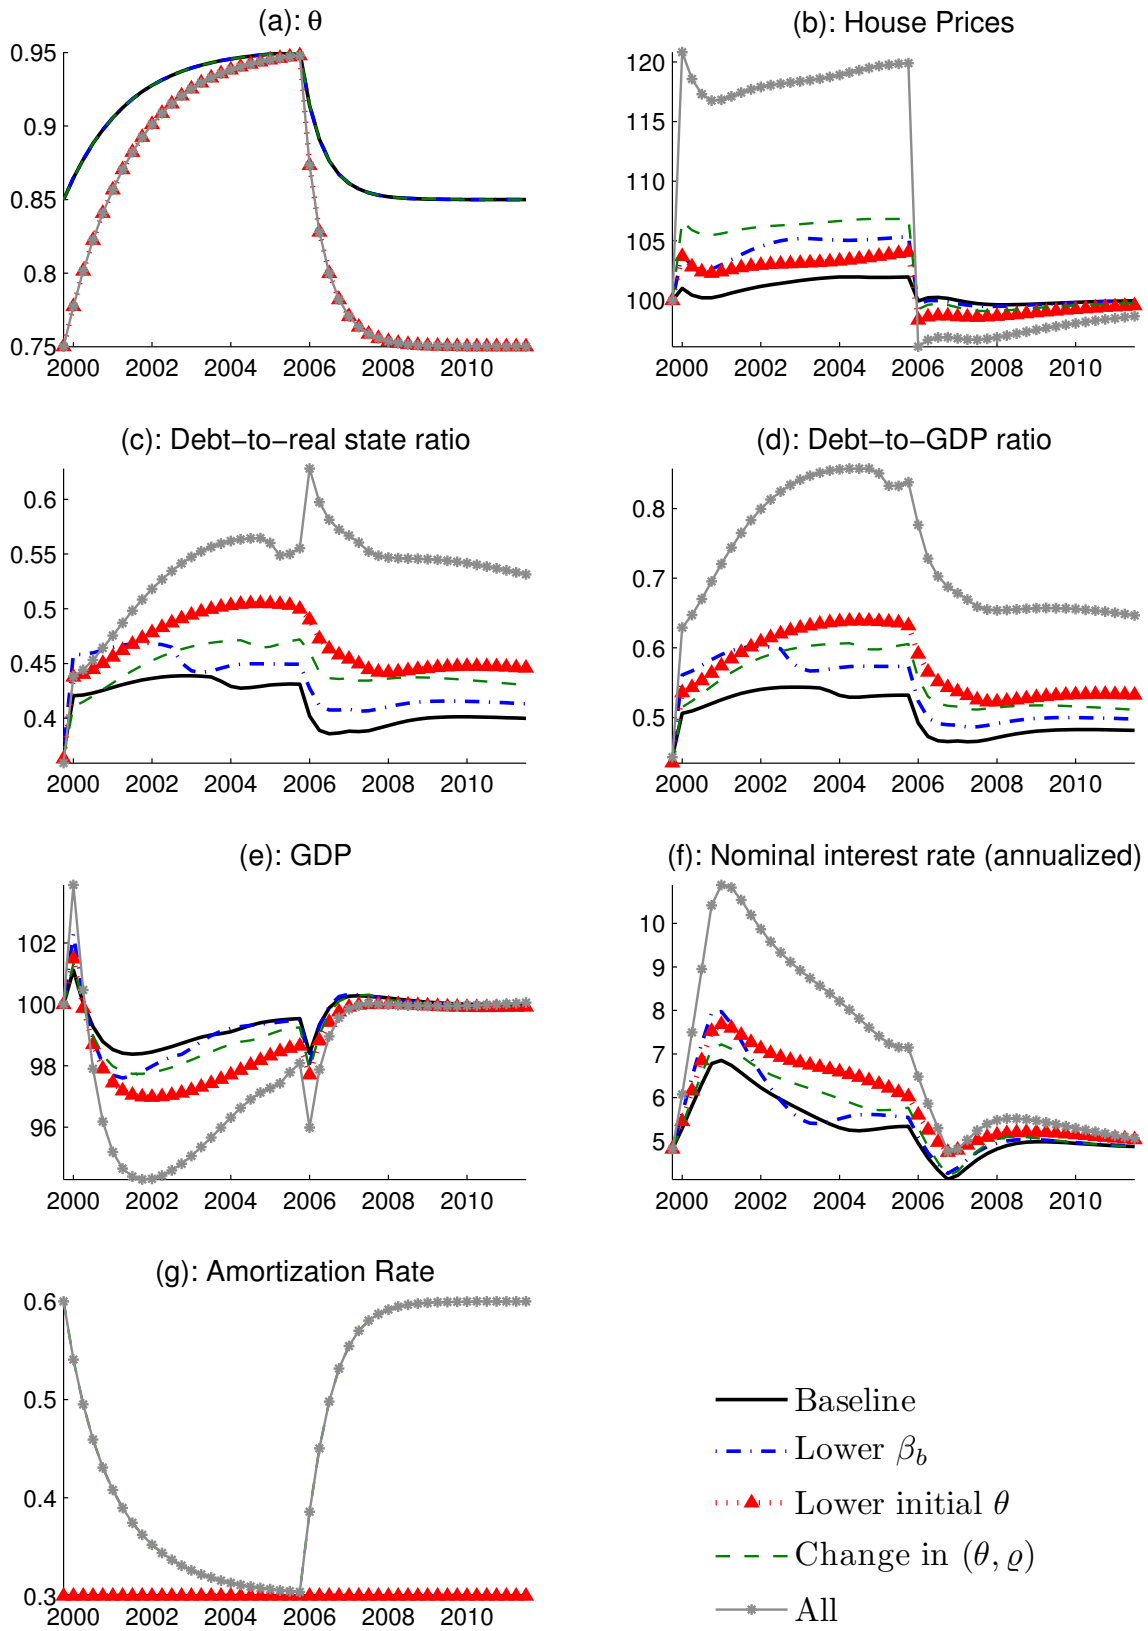 (a): θ
0.95
0.9
0.85
0.8
0.75
2000 2002 2004 2006 2008 2010
(b): House Prices
120
115
110
105
100
2000 2002 2004 2006 2008 2010
(c): Debt−to−real state ratio
0.6
0.55
0.5
0.45
0.4
2000 2002 2004 2006 2008 2010
(d): Debt−to−GDP ratio
0.8
0.7
0.6
0.5
2000 2002 2004 2006 2008 2010
(e): GDP
102
100
98
96
2000 2002 2004 2006 2008 2010
(f): Nominal interest rate (annualized)
10
9
8
7
6
5
2000 2002 2004 2006 2008 2010
(g): Amortization Rate
0.6
0.5
0.4
0.3
2000 2002 2004 2006 2008 2010
Baseline
Lower β_b
Lower initial θ
Change in (θ, ϱ)
All